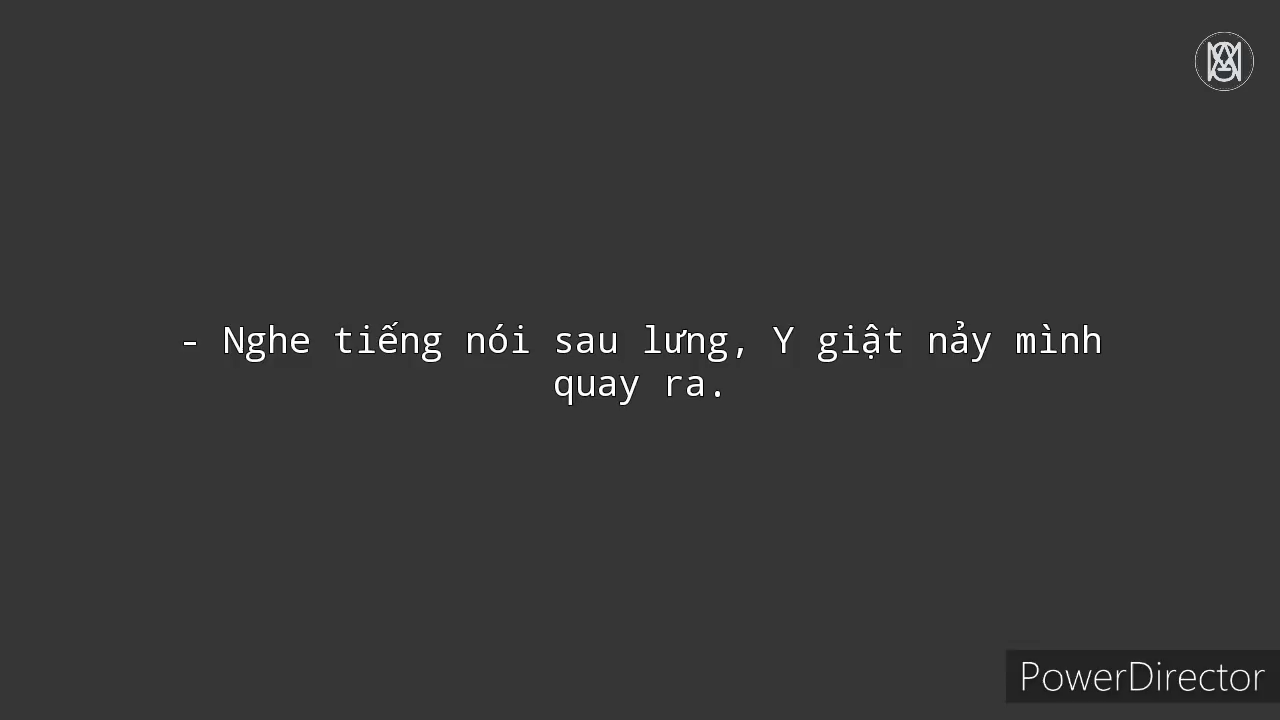 - Nghe tiếng nói sau lưng, Y giật nảy mình
quay ra.
PowerDirector